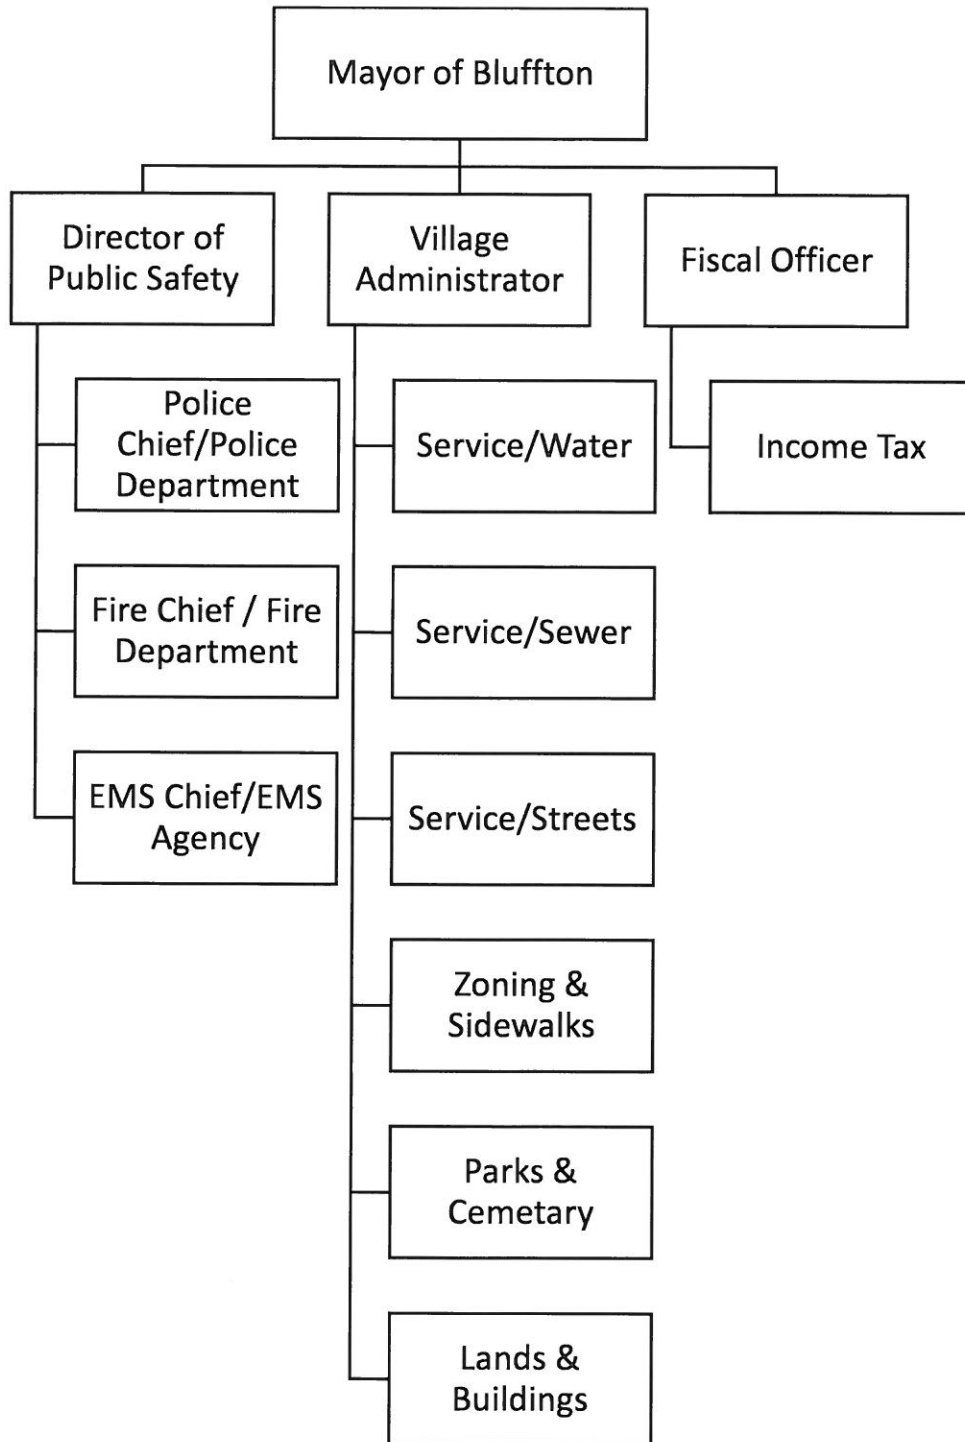 Mayor of Bluffton
Director of
Public Safety
Village
Administrator
Fiscal Officer
Police
Chief/Police
Department
Fire Chief / Fire
Department
EMS Chief/EMS
Agency
Service/Water
Service/Sewer
Service/Streets
Zoning &
Sidewalks
Parks &
Cemetary
Lands &
Buildings
Income Tax